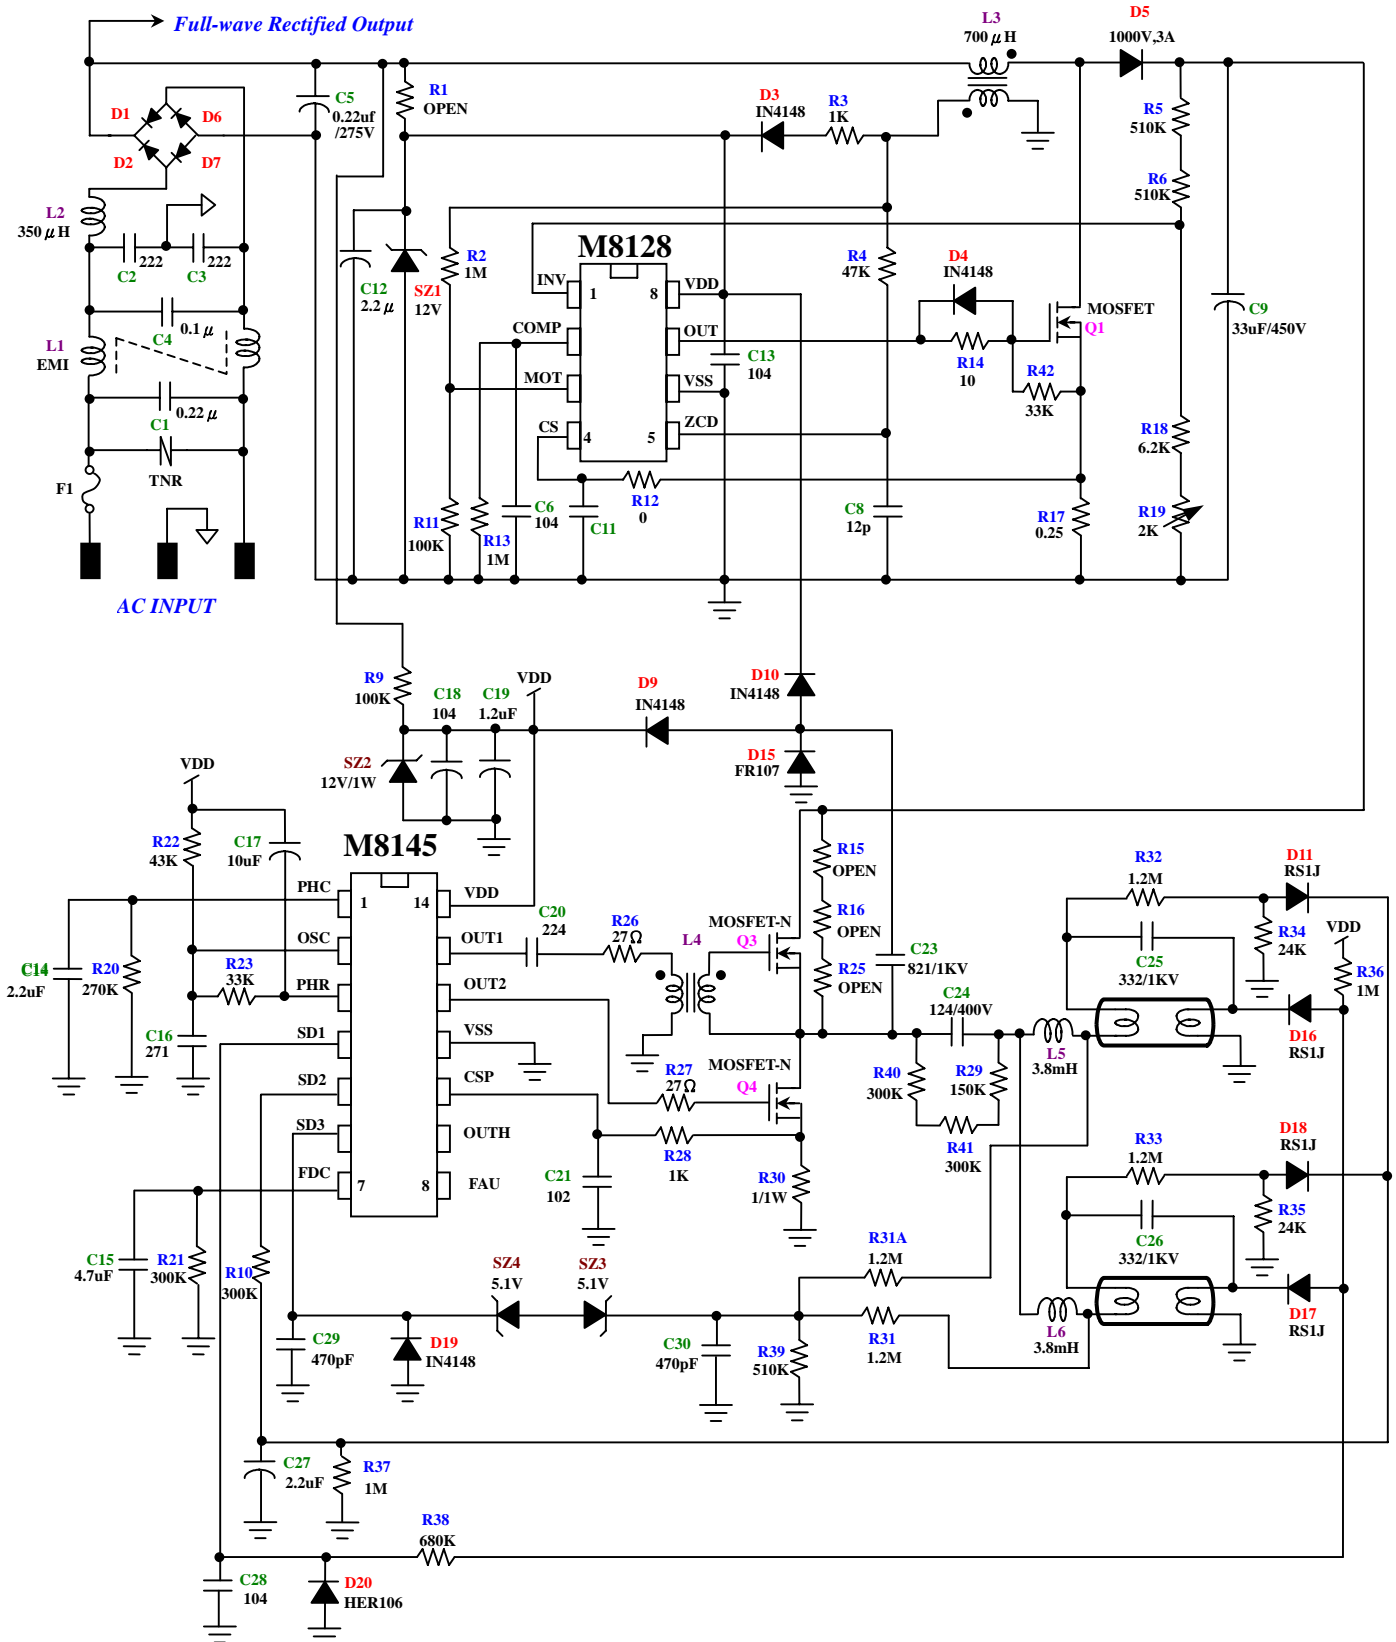 Full-wave Rectified Output
L3
700μH
D5
1000V,3A
D1
D6
D2
D7
C5
0.22uf
/275V
R1
OPEN
D3
IN4148
R3
1K
R5
510K
R6
510K
L2
350μH
C2
222
222
C3
C12
2.2μ
SZ1
12V
R2
1M
M8128
INV
1
8
VDD
COMP
OUT
MOT
VSS
CS
4
5
ZCD
R4
47K
D4
IN4148
R14
10
MOSFET
Q1
C9
33uF/450V
L1
EMI
0.1μ
C4
0.22μ
C1
TNR
F1
C13
104
R42
33K
R18
6.2K
R11
100K
R13
1M
C6
104
C11
R12
0
C8
12p
R17
0.25
R19
2K
AC INPUT
R9
100K
C18
104
C19
1.2uF
VDD
D9
IN4148
D10
IN4148
SZ2
12V/1W
D15
FR107
VDD
R22
43K
C17
10uF
M8145
PHC
1
14
VDD
OSC
OUT1
PHR
OUT2
SD1
VSS
SD2
CSP
SD3
OUTH
FDC
7
8
FAU
C14
2.2uF
R20
270K
R23
33K
C16
271
C20
224
R26
27Ω
L4
MOSFET-N
Q3
R15
OPEN
R16
OPEN
R25
OPEN
C23
821/1KV
C24
124/400V
R32
1.2M
D11
RS1J
C25
332/1KV
R34
24K
VDD
R36
1M
D16
RS1J
L5
3.8mH
R27
27Ω
MOSFET-N
Q4
R40
300K
R29
150K
R41
300K
R28
1K
C21
102
R30
1/1W
R33
1.2M
D18
RS1J
C26
332/1KV
R35
24K
D17
RS1J
L6
3.8mH
C15
4.7uF
R21
300K
R10
300K
SZ4
5.1V
SZ3
5.1V
R31A
1.2M
R31
1.2M
C29
470pF
D19
IN4148
C30
470pF
R39
510K
C27
2.2uF
R37
1M
R38
680K
C28
104
D20
HER106